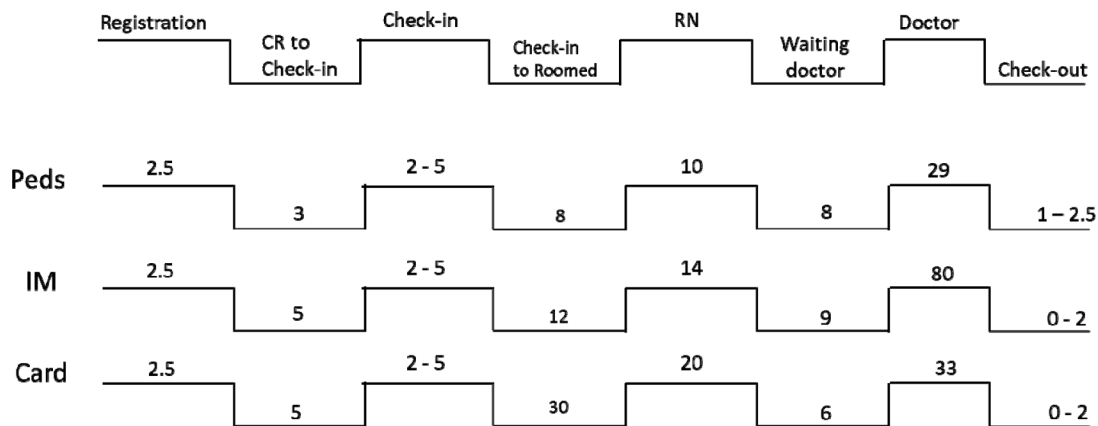 Registration
CR to
Check-in
Check-in
Check-in
to Roomed
RN
Waiting
doctor
Doctor
Check-out
Peds
2.5
3
2 - 5
8
10
8
29
1 – 2.5
IM
2.5
5
2 - 5
12
14
9
80
0 - 2
Card
2.5
5
2 - 5
30
20
6
33
0 - 2